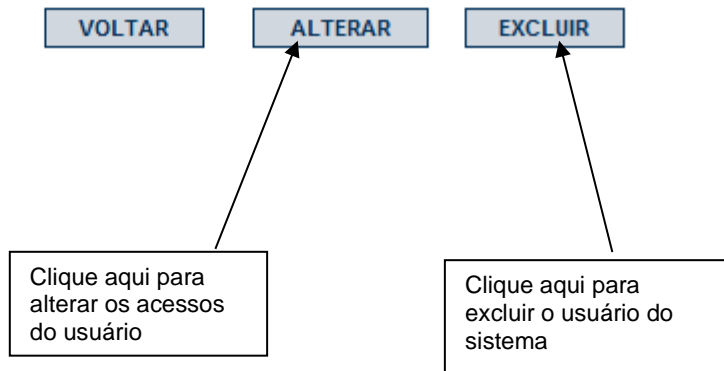 VOLTAR ALTERAR EXCLUIR
Clique aqui para
alterar os acessos
do usuário
Clique aqui para
excluir o usuário do
sistema